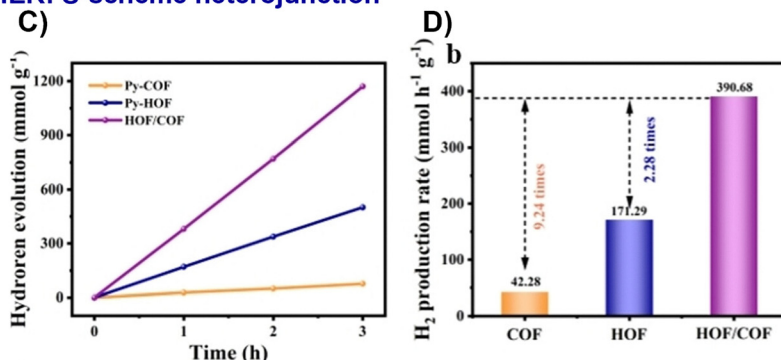 S-scheme heterojunction
C)
Hydroren evolution (mmol g⁻¹)
1200
900
600
300
0
Py-COF
Py-HOF
HOF/COF
0 1 2 3
Time (h)
D)
b
H₂ production rate (mmol h⁻¹ g⁻¹)
400
300
200
100
0
390.68
9.24 times
2.28 times
171.29
42.28
COF HOF HOF/COF